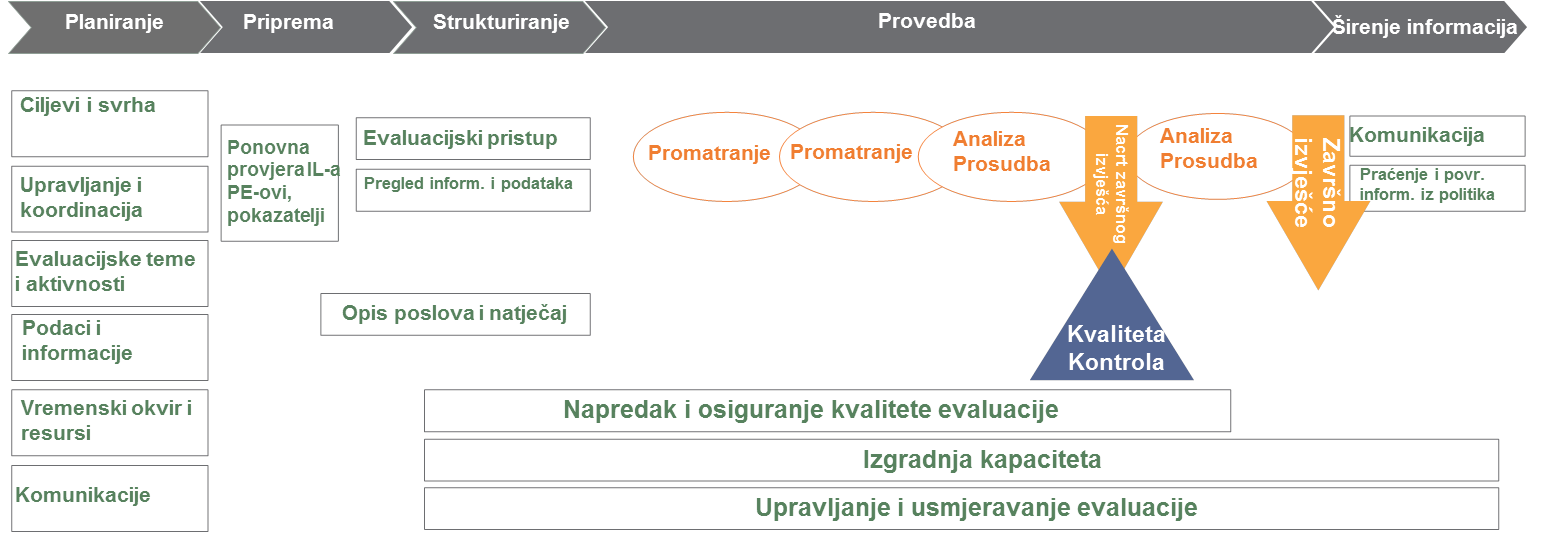 Planiranje
Priprema
Strukturiranje
Provedba
Širenje informacija
Ciljevi i svrha
Upravljanje i
koordinacija
Evaluacijske teme
i aktivnosti
Podaci i
informacije
Vremenski okvir i
resursi
Komunikacije
Ponovna
provjera IL-a
PE-ovi,
pokazatelji
Evaluacijski pristup
Pregled inform. i podataka
Opis poslova i natječaj
Promatranje
Promatranje
Analiza
Prosudba
Nacrt završnog
izvješća
Analiza
Prosudba
Završno
izvješće
Komunikacija
Praćenje i povr.
inform. iz politika
Kvaliteta
Kontrola
Napredak i osiguranje kvalitete evaluacije
Izgradnja kapaciteta
Upravljanje i usmjeravanje evaluacije